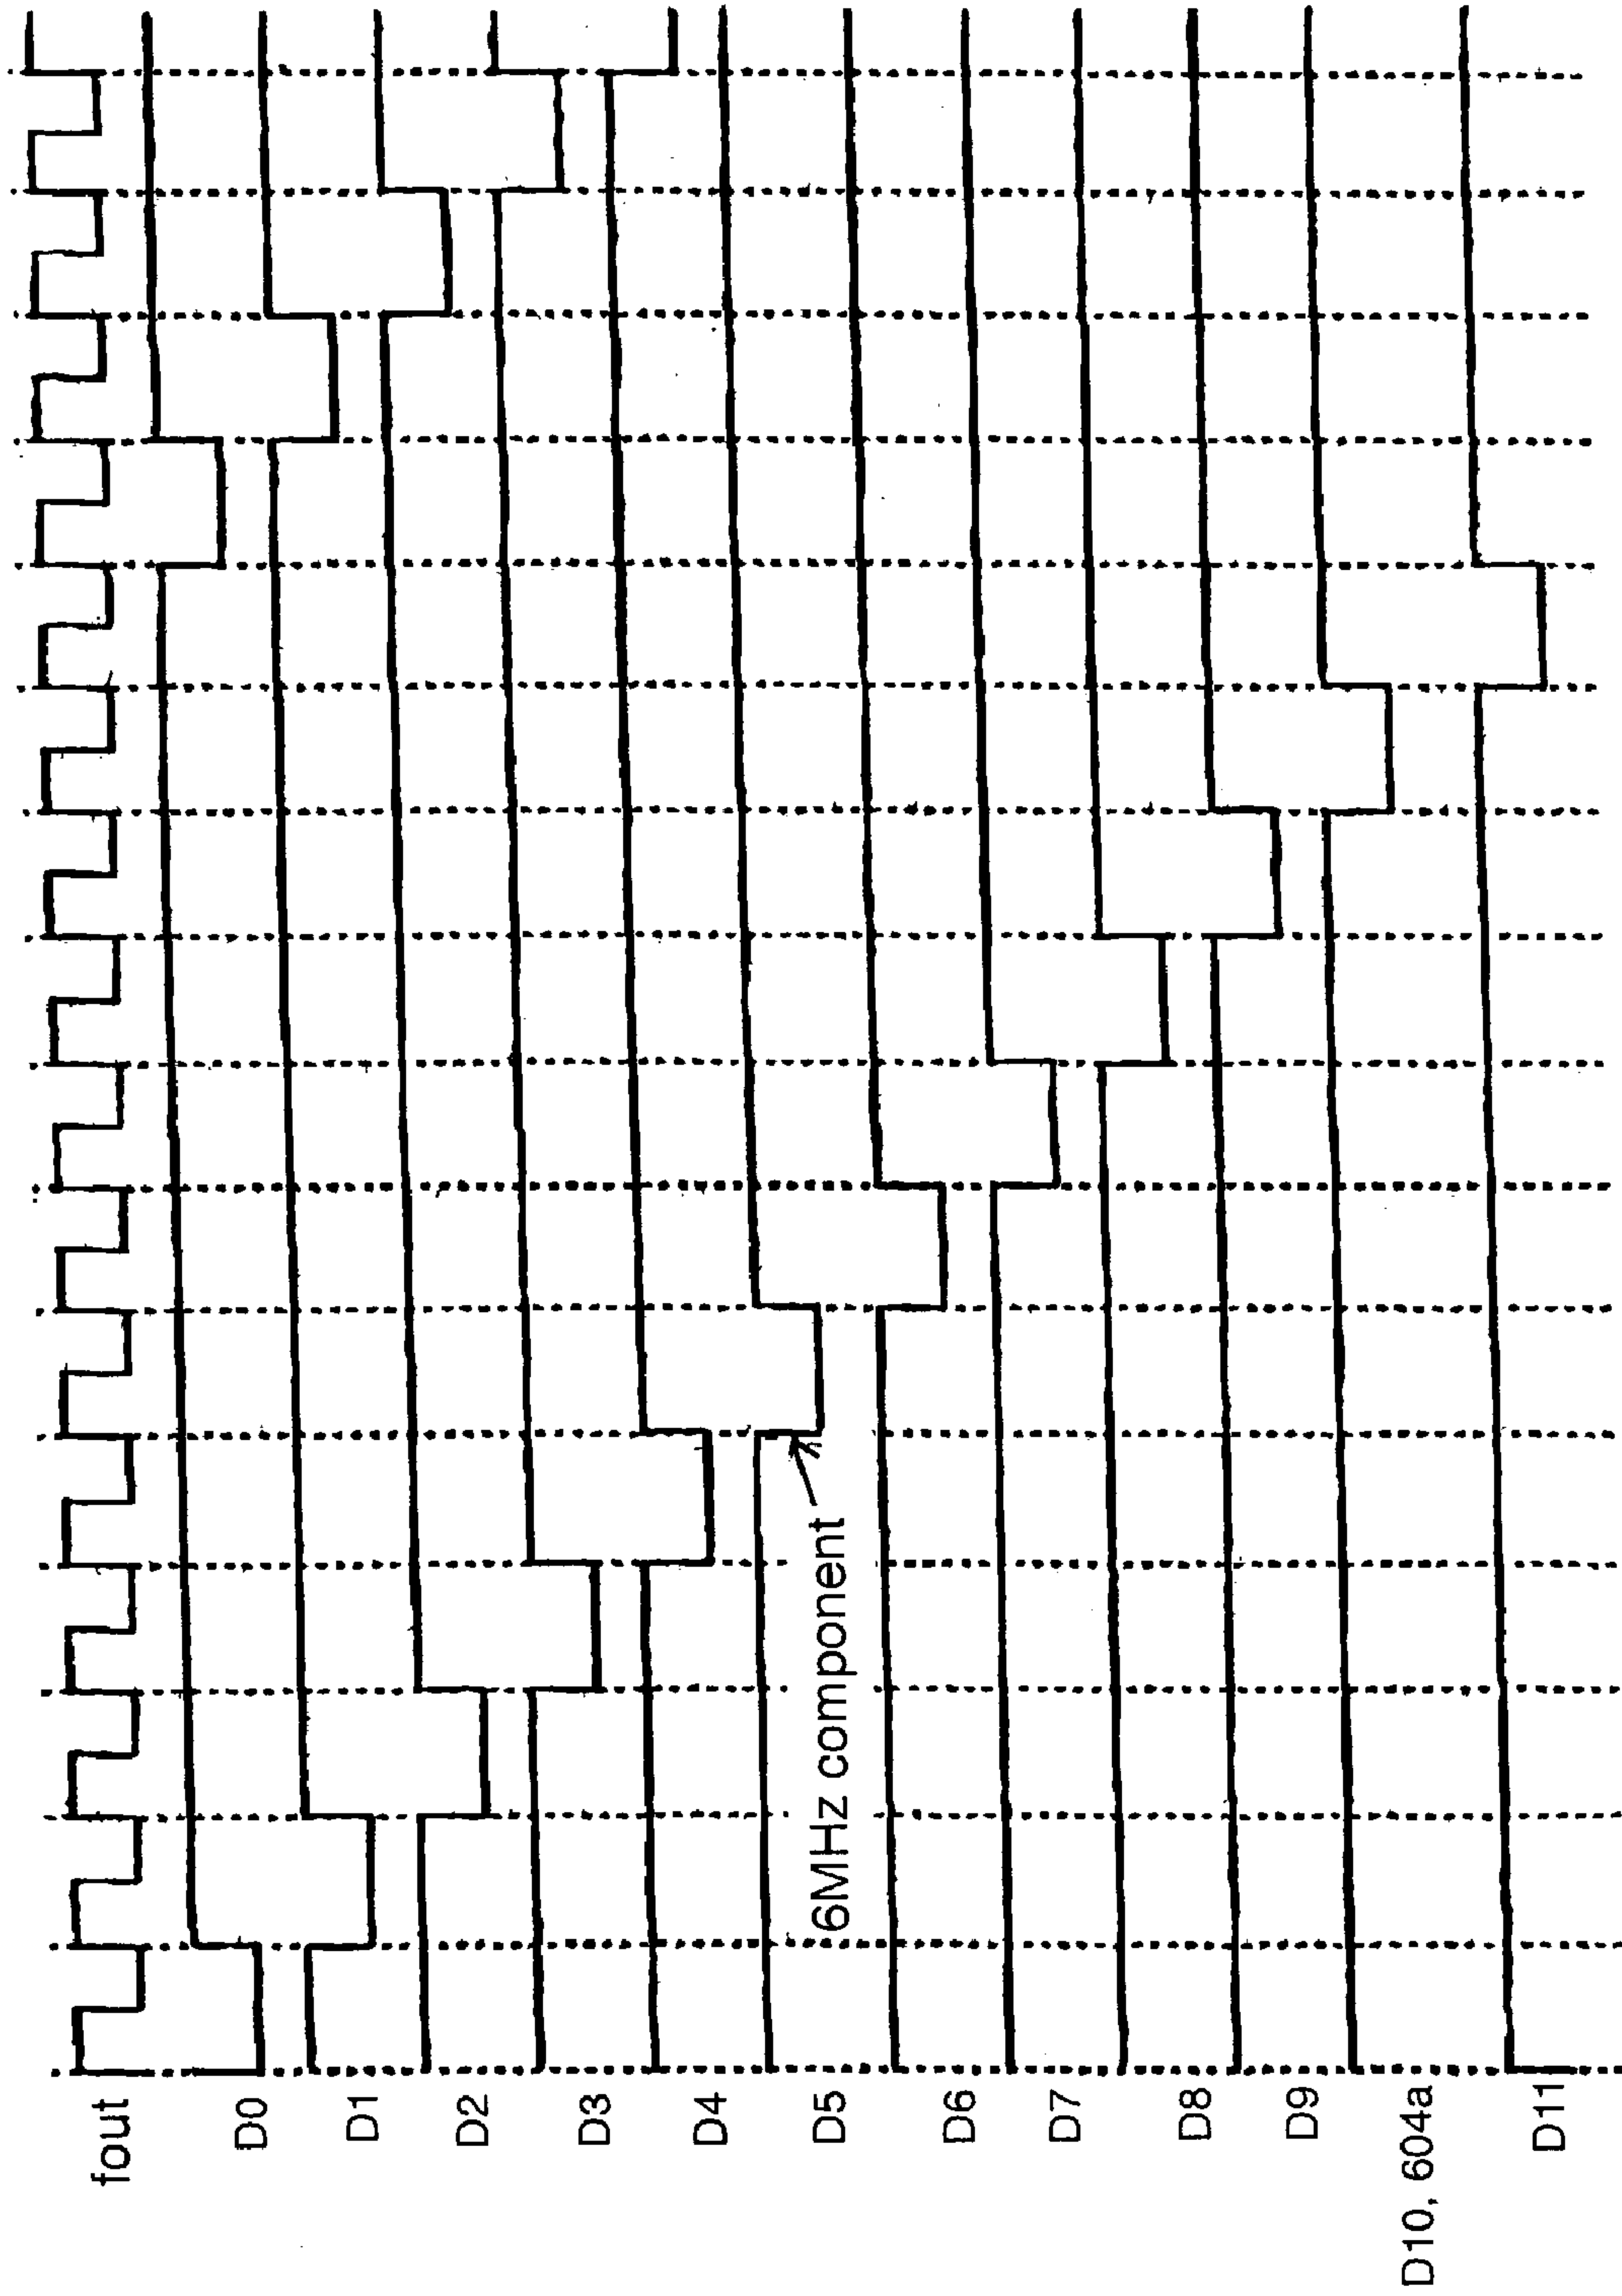 fout
D0
D1
D2
D3
D4
D5
6MHz component
D6
D7
D8
D9
D10, 604a
D11